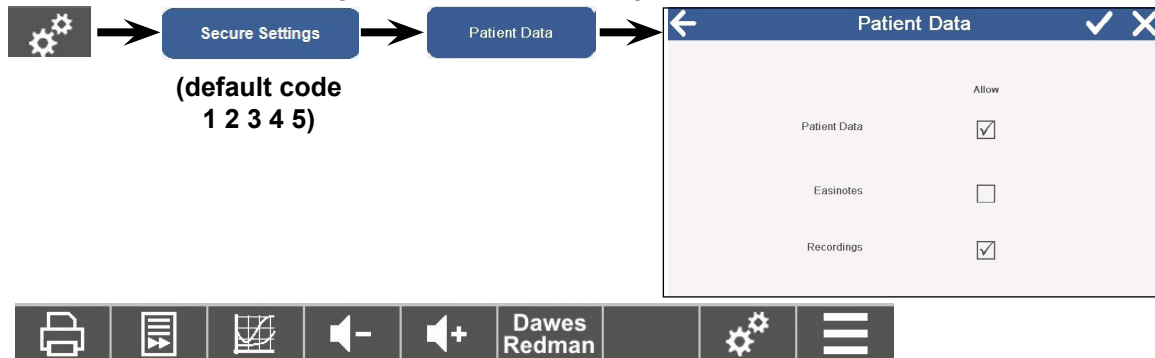 Secure Settings
Patient Data
(default code
1 2 3 4 5)
Patient Data
Allow
Patient Data
Easinotes
Recordings
Dawes
Redman